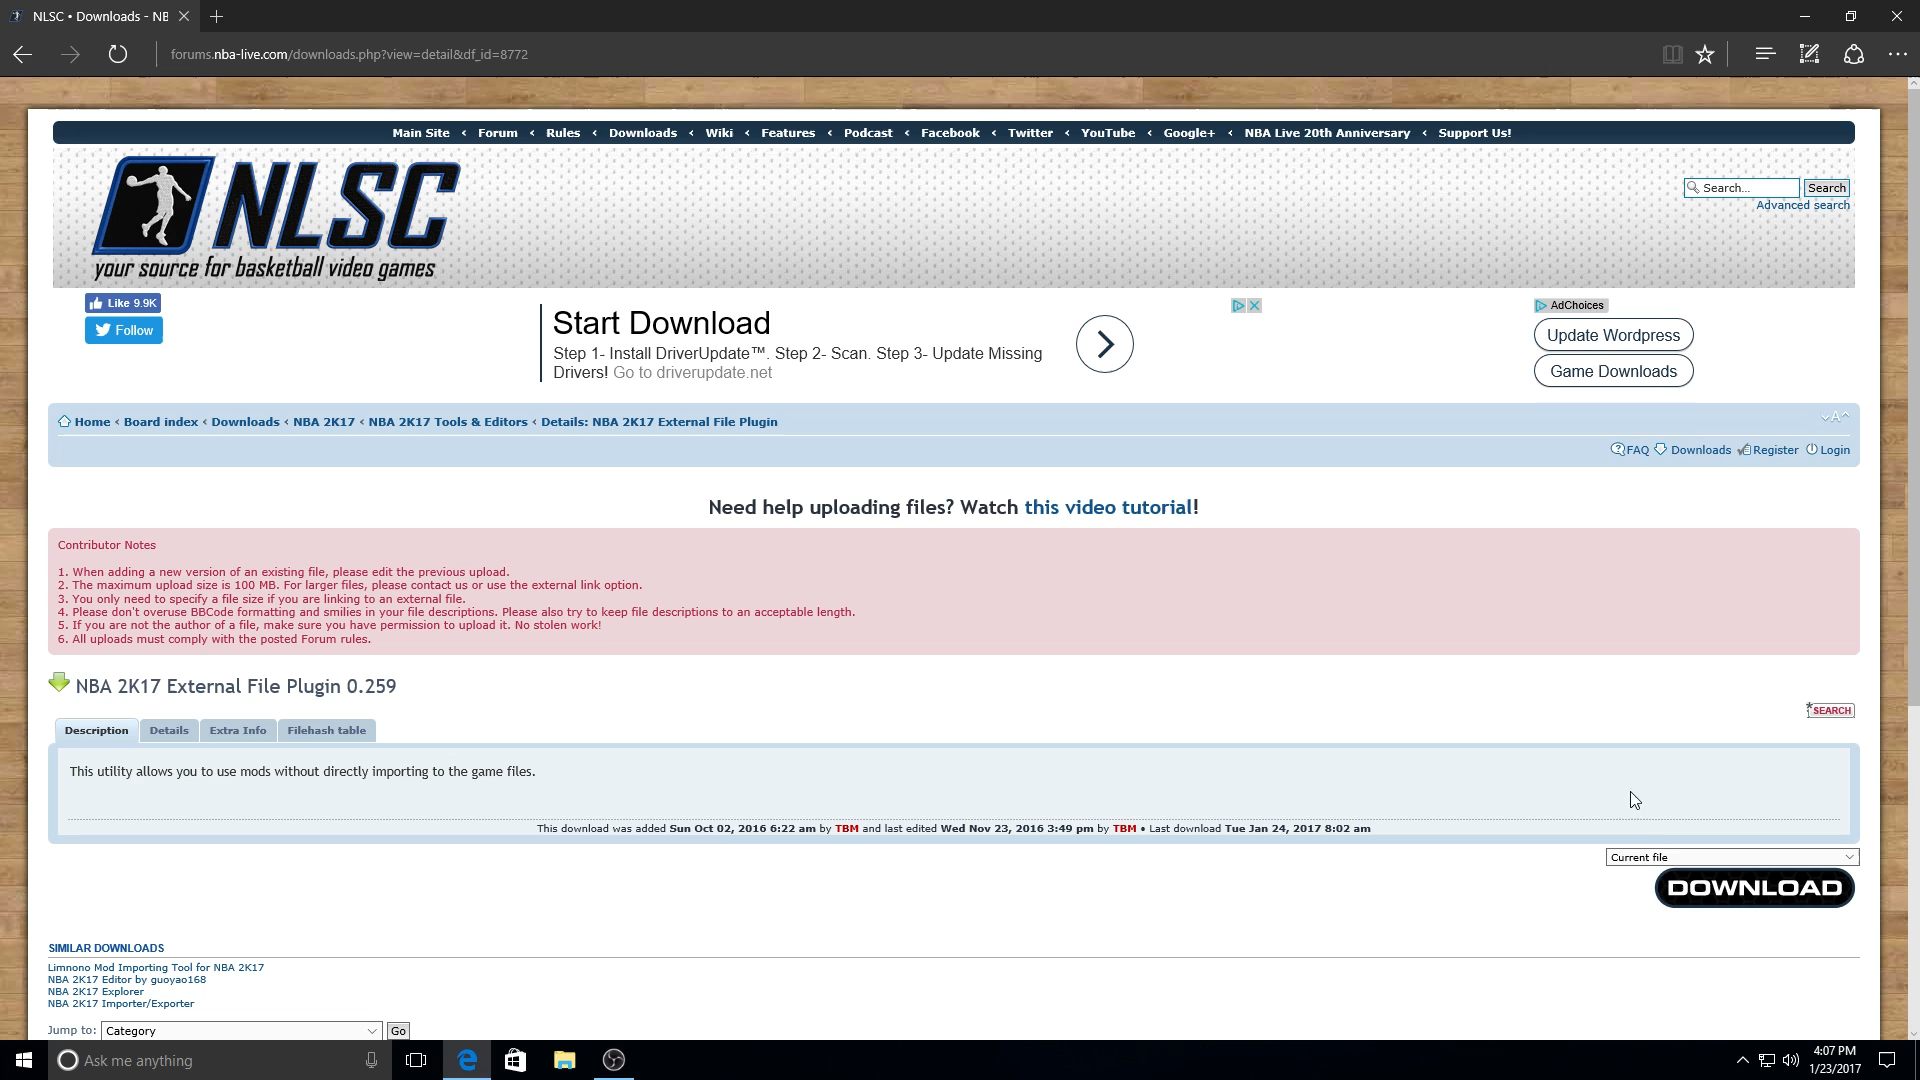 NLSC • Downloads - NB
forums.nba-live.com/downloads.php?view=detail&df_id=8772
Main Site ‹ Forum ‹ Rules ‹ Downloads ‹ Wiki ‹ Features ‹ Podcast ‹ Facebook ‹ Twitter ‹ YouTube ‹ Google+ ‹ NBA Live 20th Anniversary ‹ Support Us!
NLSC
your source for basketball video games
Search... Search
Advanced search
Like 9.9K
Follow
Start Download
Step 1- Install DriverUpdate™. Step 2- Scan. Step 3- Update Missing
Drivers! Go to driverupdate.net
AdChoices
Update Wordpress
Game Downloads
Home ‹ Board index ‹ Downloads ‹ NBA 2K17 ‹ NBA 2K17 Tools & Editors ‹ Details: NBA 2K17 External File Plugin
A
FAQ Downloads Register Login
Need help uploading files? Watch this video tutorial!
Contributor Notes
1. When adding a new version of an existing file, please edit the previous upload.
2. The maximum upload size is 100 MB. For larger files, please contact us or use the external link option.
3. You only need to specify a file size if you are linking to an external file.
4. Please don't overuse BBCode formatting and smilies in your file descriptions. Please also try to keep file descriptions to an acceptable length.
5. If you are not the author of a file, make sure you have permission to upload it. No stolen work!
6. All uploads must comply with the posted Forum rules.
NBA 2K17 External File Plugin 0.259
*SEARCH
Description Details Extra Info Filehash table
This utility allows you to use mods without directly importing to the game files.
This download was added Sun Oct 02, 2016 6:22 am by TBM and last edited Wed Nov 23, 2016 3:49 pm by TBM • Last download Tue Jan 24, 2017 8:02 am
Current file
DOWNLOAD
SIMILAR DOWNLOADS
Limnono Mod Importing Tool for NBA 2K17
NBA 2K17 Editor by guoyao168
NBA 2K17 Explorer
NBA 2K17 Importer/Exporter
Jump to: Category Go
Ask me anything
4:07 PM
1/23/2017